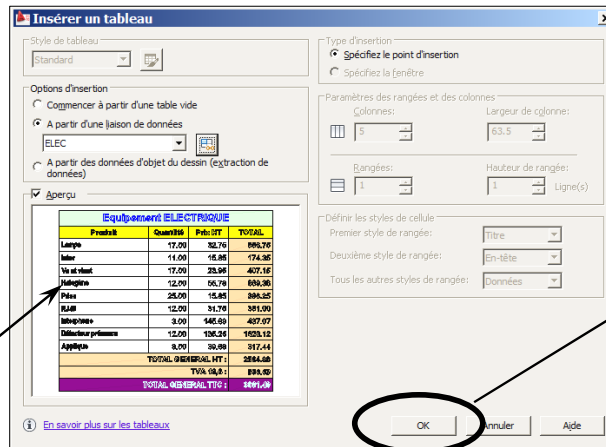 Insérer un tableau
Style de tableau
Standard
Options d'insertion
Commencer à partir d'une table vide
A partir d'une liaison de données
ELEC
A partir des données d'objet du dessin (extraction de
données)
Aperçu
Equipement ELECTRIQUE
Produit Quantité Prix HT TOTAL
Lampe 17.00 32.76
Inter 11.00 15.85 174.35
Va et vient 17.00 23.95 407.15
Halogène 12.00 55.78
Prise 25.00 15.85 396.25
RJ45 12.00 31.76
Interphone 3.00 145.69 437.07
Détecteur présence 12.00 135.26 1623.12
Applique 39.68 317.44
TOTAL GENERAL HT :
TVA 19,6 :
TOTAL GENERAL TTC :
En savoir plus sur les tableaux
Type d'insertion
Spécifiez le point d'insertion
Spécifiez la fenêtre
Paramètres des rangées et des colonnes
Colonnes: Largeur de colonne:
5 63.5
Rangées: Hauteur de rangée:
1 1 Ligne(s)
Définir les styles de cellule
Premier style de rangée: Titre
Deuxième style de rangée: En-tête
Tous les autres styles de rangée: Données
OK Annuler Aide